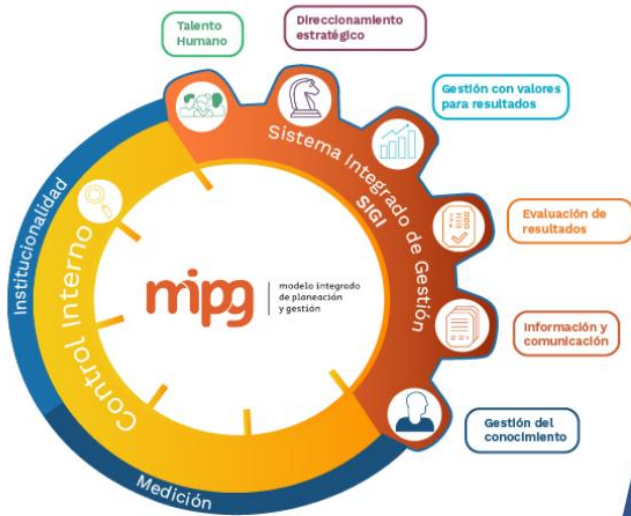 Talento
Humano
Direccionamiento
estratégico
Gestión con valores
para resultados
Evaluación de
resultados
Información y
comunicación
Gestión del
conocimiento
Sistema Integrado de Gestión
SIGI
Institucionalidad
Control Interno
Medición
mipg
modelo integrado
de planeación
y gestión